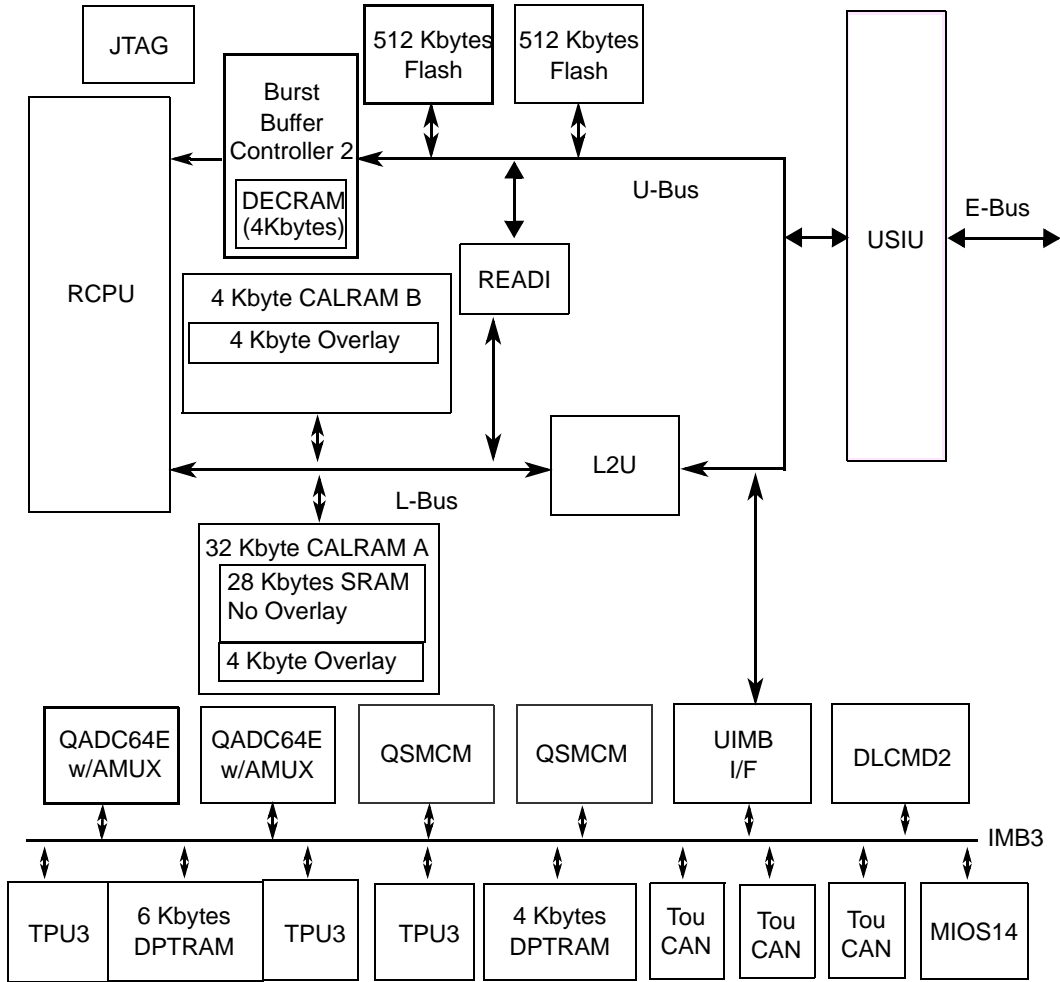 JTAG
512 Kbytes
Flash
512 Kbytes
Flash
Burst
Buffer
Controller 2
DECRAM
(4Kbytes)
U-Bus
E-Bus
USIU
RCPU
READI
4 Kbyte CALRAM B
4 Kbyte Overlay
L2U
L-Bus
32 Kbyte CALRAM A
28 Kbytes SRAM
No Overlay
4 Kbyte Overlay
QADC64E
w/AMUX
QADC64E
w/AMUX
QSMCM
QSMCM
UIMB
I/F
DLCMD2
IMB3
TPU3
6 Kbytes
DPTRAM
TPU3
TPU3
4 Kbytes
DPTRAM
Tou
CAN
Tou
CAN
Tou
CAN
MIOS14